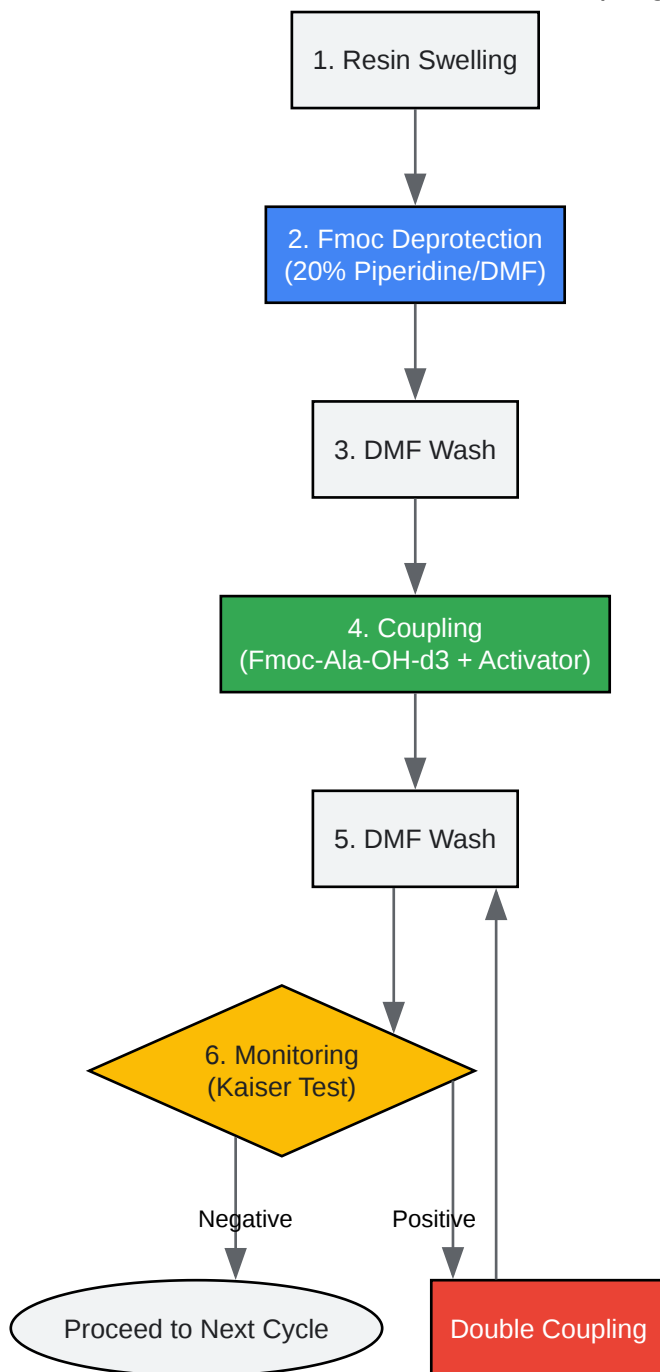 1. Resin Swelling
2. Fmoc Deprotection
(20% Piperidine/DMF)
3. DMF Wash
4. Coupling
(Fmoc-Ala-OH-d3 + Activator)
5. DMF Wash
6. Monitoring
(Kaiser Test)
Negative
Positive
Proceed to Next Cycle
Double Coupling